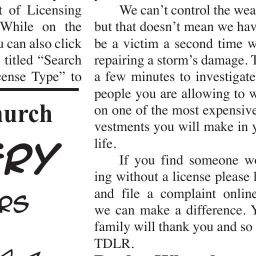 t of Licensing
While on the
can also click
titled “Search
ense Type” to
hurch
ERY
RS
We can't control the wea
but that doesn't mean we hav
be a victim a second time w
repairing a storm's damage. T
a few minutes to investigate
people you are allowing to w
on one of the most expensive
vestments you will make in y
life.
If you find someone wo
ing without a license please l
and file a complaint online
we can make a difference. Y
family will thank you and so
TDLR.